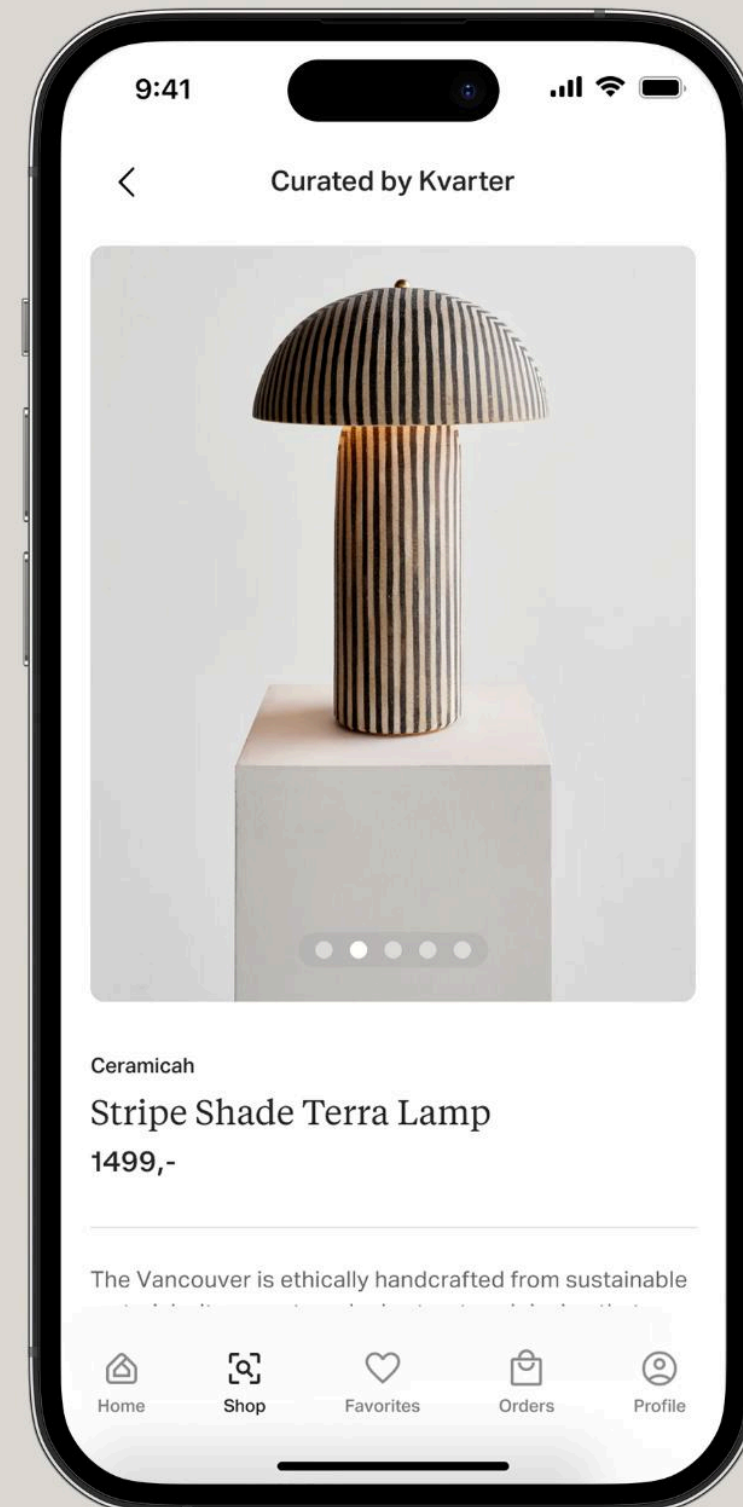 9:41
Curated by Kvarter
Ceramicah
Stripe Shade Terra Lamp
1499,-
The Vancouver is ethically handcrafted from sustainable
Home
Shop
Favorites
Orders
Profile